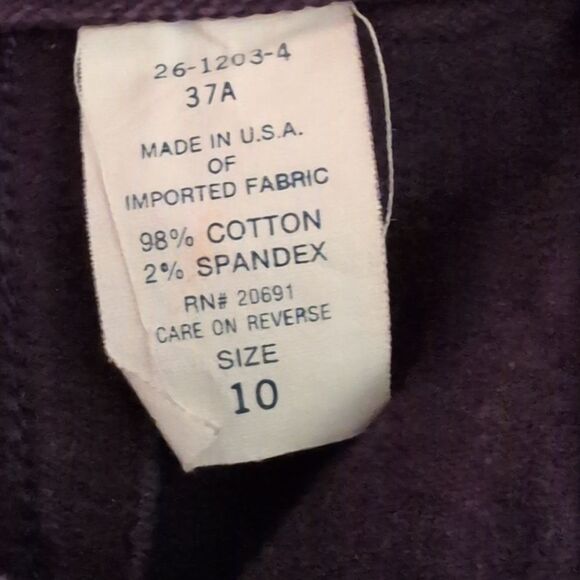 26-1203-4
37A
MADE IN U.S.A.
OF
IMPORTED FABRIC
98% COTTON
2% SPANDEX
RN# 20691
CARE ON REVERSE
SIZE
10